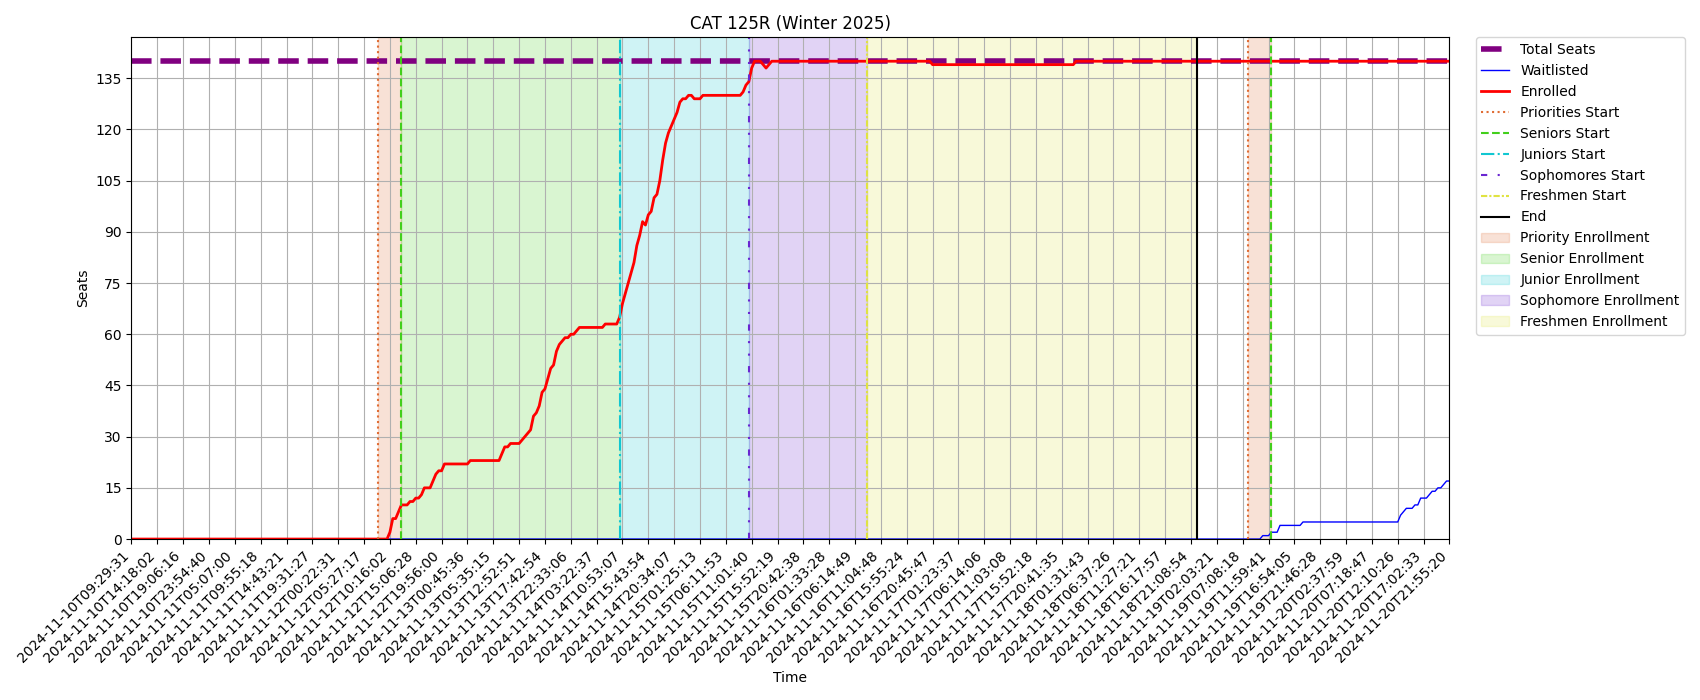 CAT 125R (Winter 2025)
Seats
135
120
105
90
75
60
45
30
15
0
2024-11-10T09:29:31
2024-11-10T14:18:02
2024-11-10T19:06:16
2024-11-10T23:54:40
2024-11-11T05:07:00
2024-11-11T09:55:18
2024-11-11T14:43:21
2024-11-11T19:31:27
2024-11-12T00:22:31
2024-11-12T05:27:17
2024-11-12T10:16:02
2024-11-12T15:06:28
2024-11-12T19:56:00
2024-11-13T00:45:36
2024-11-13T05:35:15
2024-11-13T12:52:51
2024-11-13T17:42:54
2024-11-13T22:33:06
2024-11-14T03:22:37
2024-11-14T10:53:07
2024-11-14T15:43:54
2024-11-14T20:34:07
2024-11-15T01:25:13
2024-11-15T06:11:53
2024-11-15T11:01:40
2024-11-15T15:52:19
2024-11-15T20:42:38
2024-11-16T01:33:28
2024-11-16T06:14:49
2024-11-16T11:04:48
2024-11-16T15:55:24
2024-11-16T20:45:47
2024-11-17T01:23:37
2024-11-17T06:14:06
2024-11-17T11:03:08
2024-11-17T15:52:18
2024-11-17T20:41:35
2024-11-18T01:31:43
2024-11-18T06:37:26
2024-11-18T11:27:21
2024-11-18T16:17:57
2024-11-18T21:08:54
2024-11-19T02:03:21
2024-11-19T07:08:18
2024-11-19T11:59:41
2024-11-19T16:54:05
2024-11-19T21:46:28
2024-11-20T02:37:59
2024-11-20T07:18:47
2024-11-20T12:10:26
2024-11-20T17:02:33
2024-11-20T21:55:20
Time
Total Seats
Waitlisted
Enrolled
Priorities Start
Seniors Start
Juniors Start
Sophomores Start
Freshmen Start
End
Priority Enrollment
Senior Enrollment
Junior Enrollment
Sophomore Enrollment
Freshmen Enrollment